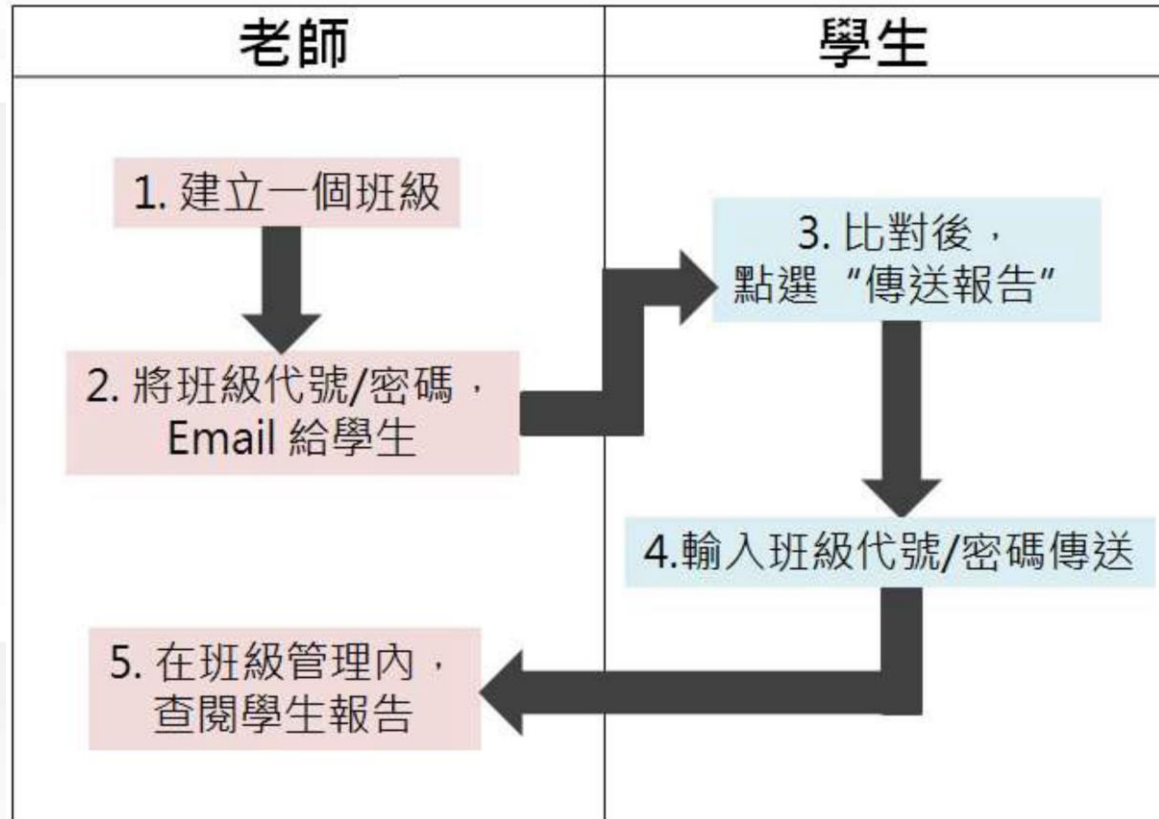 老師
學生
1. 建立一個班級
2. 將班級代號/密碼，
Email 給學生
3. 比對後，
點選 “傳送報告”
4.輸入班級代號/密碼傳送
5. 在班級管理內，
查閱學生報告